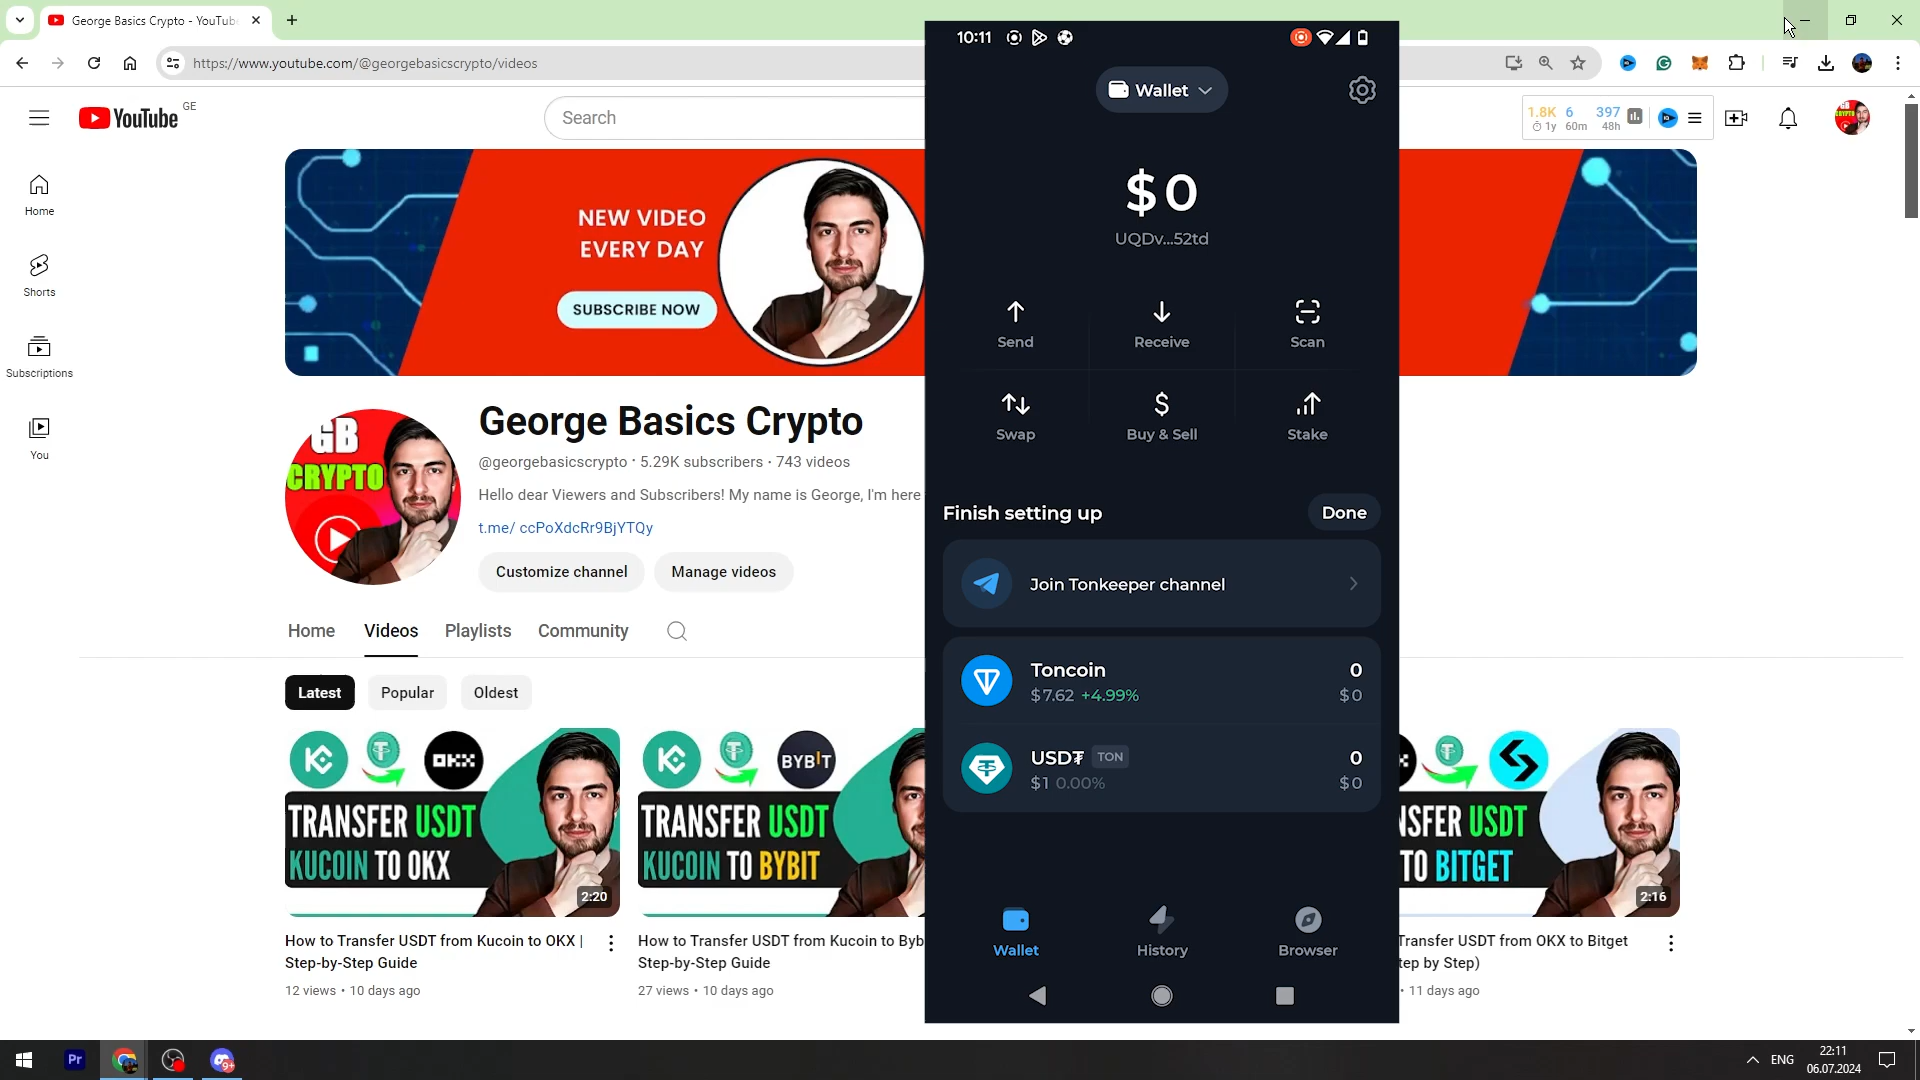 George Basics Crypto - YouTub
https://www.youtube.com/@georgebasicscrypto/videos
YouTube GE
Search
1.8K 6 397
1y 60m 48h
Home
Shorts
Subscriptions
You
NEW VIDEO
EVERY DAY
SUBSCRIBE NOW
GB
CRYPTO
George Basics Crypto
@georgebasicscrypto · 5.29K subscribers · 743 videos
Hello dear Viewers and Subscribers! My name is George, I'm here
t.me/ ccPoXdcRr9BjYTQy
Customize channel
Manage videos
Home
Videos
Playlists
Community
Latest
Popular
Oldest
OKX
TRANSFER USDT
KUCOIN TO OKX
2:20
How to Transfer USDT from Kucoin to OKX |
Step-by-Step Guide
12 views · 10 days ago
BYBIT
TRANSFER USDT
KUCOIN TO BYBIT
How to Transfer USDT from Kucoin to Byb
Step-by-Step Guide
27 views · 10 days ago
NSFER USDT
TO BITGET
2:16
Transfer USDT from OKX to Bitget
tep by Step)
· 11 days ago
10:11
Wallet
$ 0
UQDv...52td
Send
Receive
Scan
Swap
Buy & Sell
Stake
Finish setting up
Done
Join Tonkeeper channel
Toncoin
0
$ 7.62 +4.99%
$ 0
USD₮ TON
0
$ 1 0.00%
$ 0
Wallet
History
Browser
Pr
9+
ENG
22:11
06.07.2024